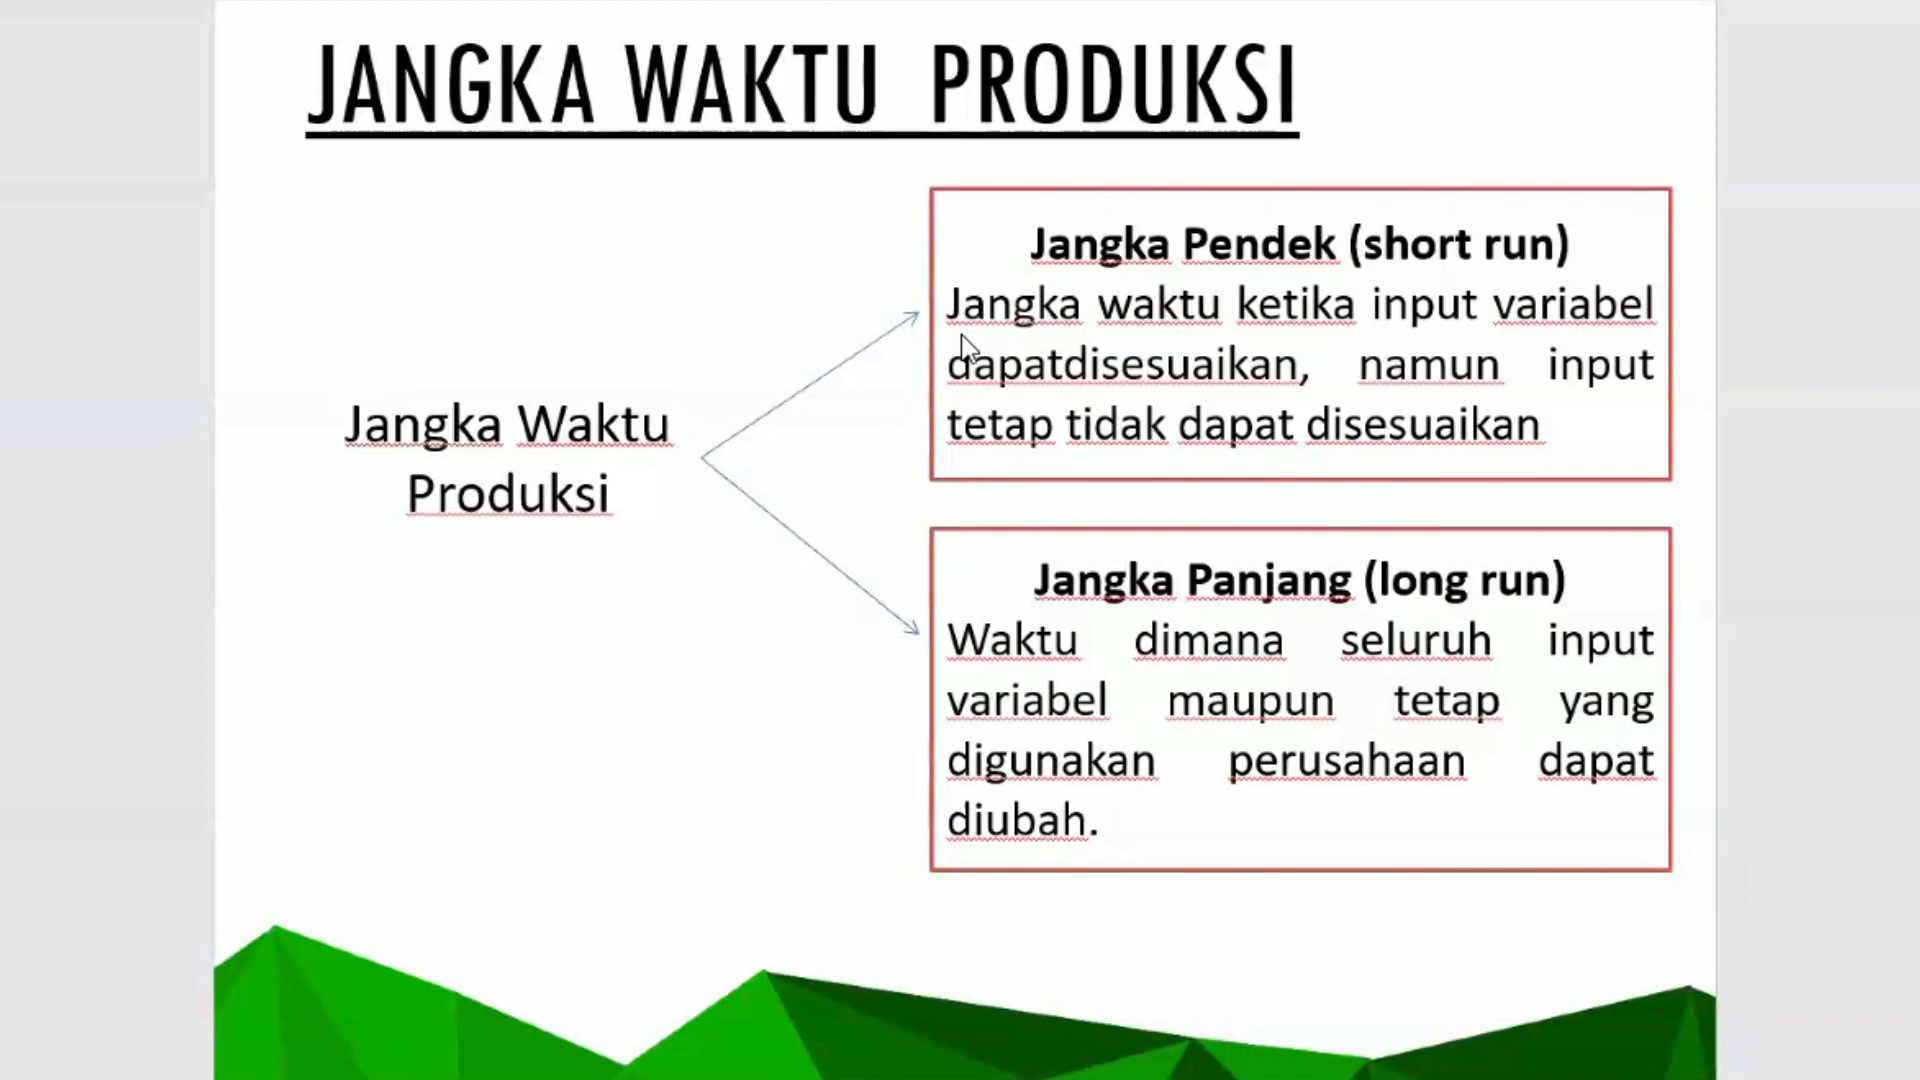 JANGKA WAKTU PRODUKSI
Jangka Waktu
Produksi
Jangka Pendek (short run)
Jangka waktu ketika input variabel
dapatdisesuaikan, namun input
tetap tidak dapat disesuaikan
Jangka Panjang (long run)
Waktu dimana seluruh input
variabel maupun tetap yang
digunakan perusahaan dapat
diubah.